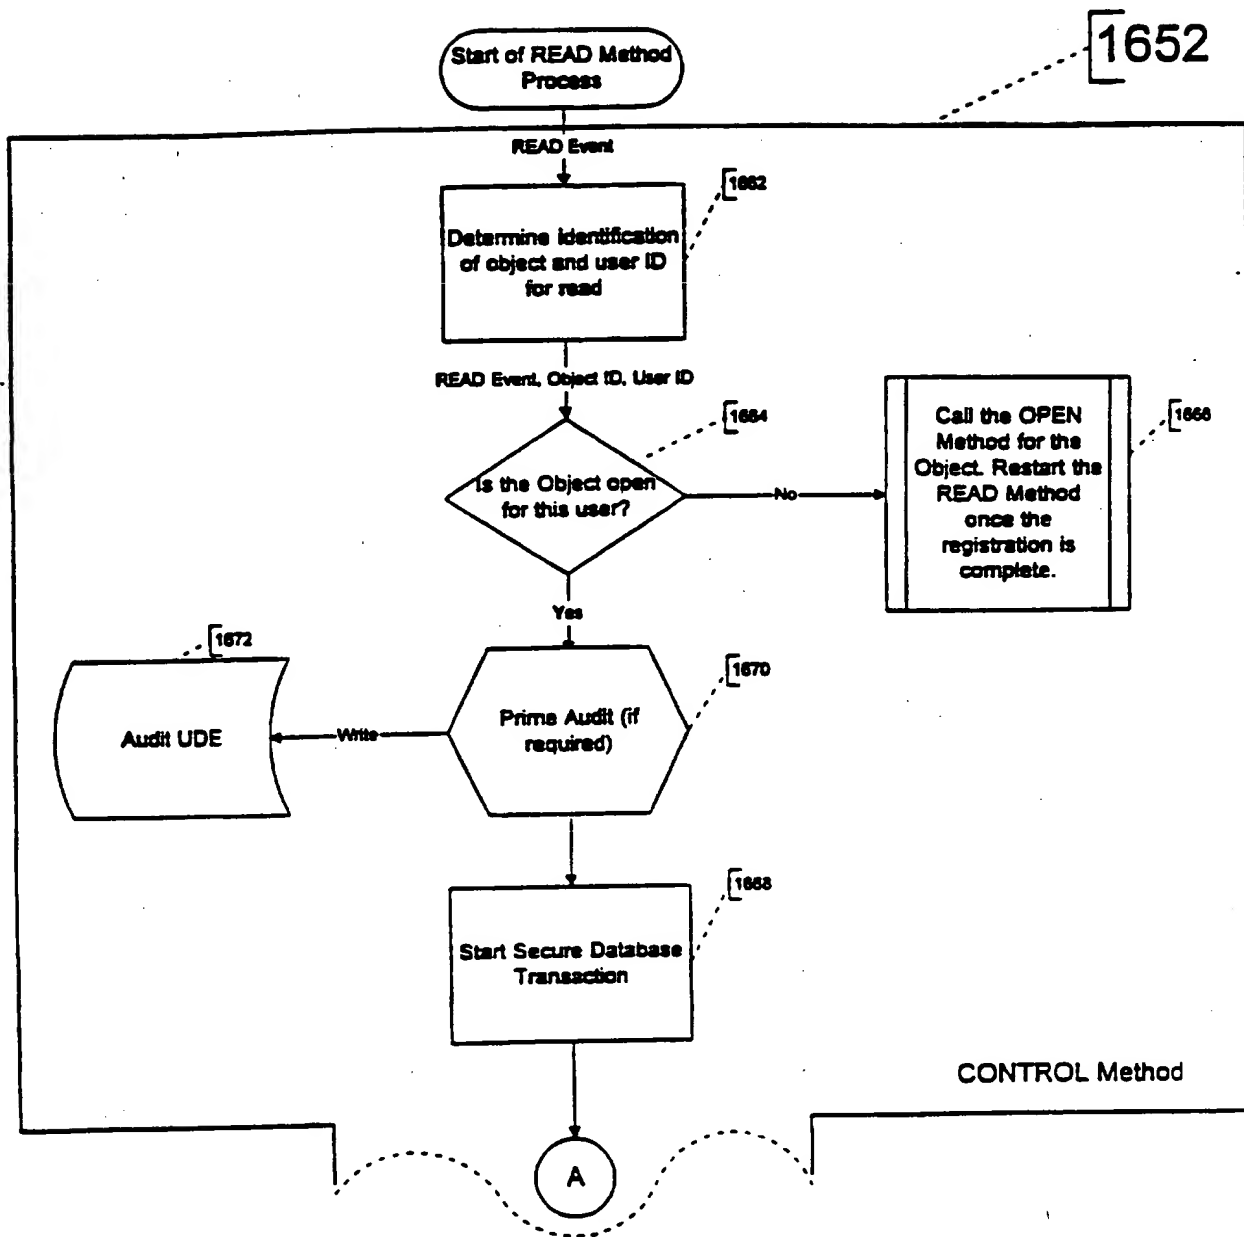 1652
Start of READ Method
Process
READ Event
1662
Determine identification
of object and user ID
for read
READ Event, Object ID, User ID
1664
Is the Object open
for this user?
No
Call the OPEN
Method for the
Object. Restart the
READ Method
once the
registration is
complete.
1666
Yes
1672
Audit UDE
Write
Prime Audit (if
required)
1670
1668
Start Secure Database
Transaction
CONTROL Method
A